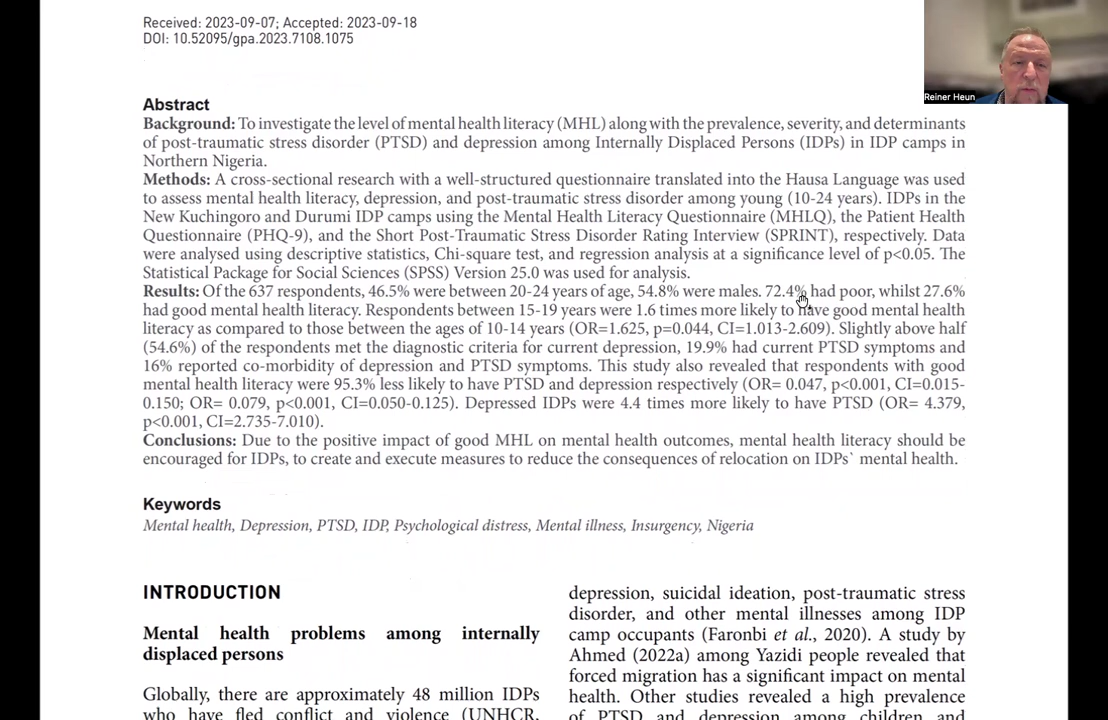 Received: 2023-09-07; Accepted: 2023-09-18
DOI: 10.52095/gpa.2023.7108.1075
Reiner Heun
Abstract
Background: To investigate the level of mental health literacy (MHL) along with the prevalence, severity, and determinants
of post-traumatic stress disorder (PTSD) and depression among Internally Displaced Persons (IDPs) in IDP camps in
Northern Nigeria.
Methods: A cross-sectional research with a well-structured questionnaire translated into the Hausa Language was used
to assess mental health literacy, depression, and post-traumatic stress disorder among young (10-24 years). IDPs in the
New Kuchingoro and Durumi IDP camps using the Mental Health Literacy Questionnaire (MHLQ), the Patient Health
Questionnaire (PHQ-9), and the Short Post-Traumatic Stress Disorder Rating Interview (SPRINT), respectively. Data
were analysed using descriptive statistics, Chi-square test, and regression analysis at a significance level of p<0.05. The
Statistical Package for Social Sciences (SPSS) Version 25.0 was used for analysis.
Results: Of the 637 respondents, 46.5% were between 20-24 years of age, 54.8% were males. 72.4% had poor, whilst 27.6%
had good mental health literacy. Respondents between 15-19 years were 1.6 times more likely to have good mental health
literacy as compared to those between the ages of 10-14 years (OR=1.625, p=0.044, CI=1.013-2.609). Slightly above half
(54.6%) of the respondents met the diagnostic criteria for current depression, 19.9% had current PTSD symptoms and
16% reported co-morbidity of depression and PTSD symptoms. This study also revealed that respondents with good
mental health literacy were 95.3% less likely to have PTSD and depression respectively (OR= 0.047, p<0.001, CI=0.015-
0.150; OR= 0.079, p<0.001, CI=0.050-0.125). Depressed IDPs were 4.4 times more likely to have PTSD (OR= 4.379,
p<0.001, CI=2.735-7.010).
Conclusions: Due to the positive impact of good MHL on mental health outcomes, mental health literacy should be
encouraged for IDPs, to create and execute measures to reduce the consequences of relocation on IDPs` mental health.
Keywords
Mental health, Depression, PTSD, IDP, Psychological distress, Mental illness, Insurgency, Nigeria
INTRODUCTION
Mental health problems among internally
displaced persons
Globally, there are approximately 48 million IDPs
who have fled conflict and violence (UNHCR,
depression, suicidal ideation, post-traumatic stress
disorder, and other mental illnesses among IDP
camp occupants (Faronbi et al., 2020). A study by
Ahmed (2022a) among Yazidi people revealed that
forced migration has a significant impact on mental
health. Other studies revealed a high prevalence
of PTSD and depression among children and